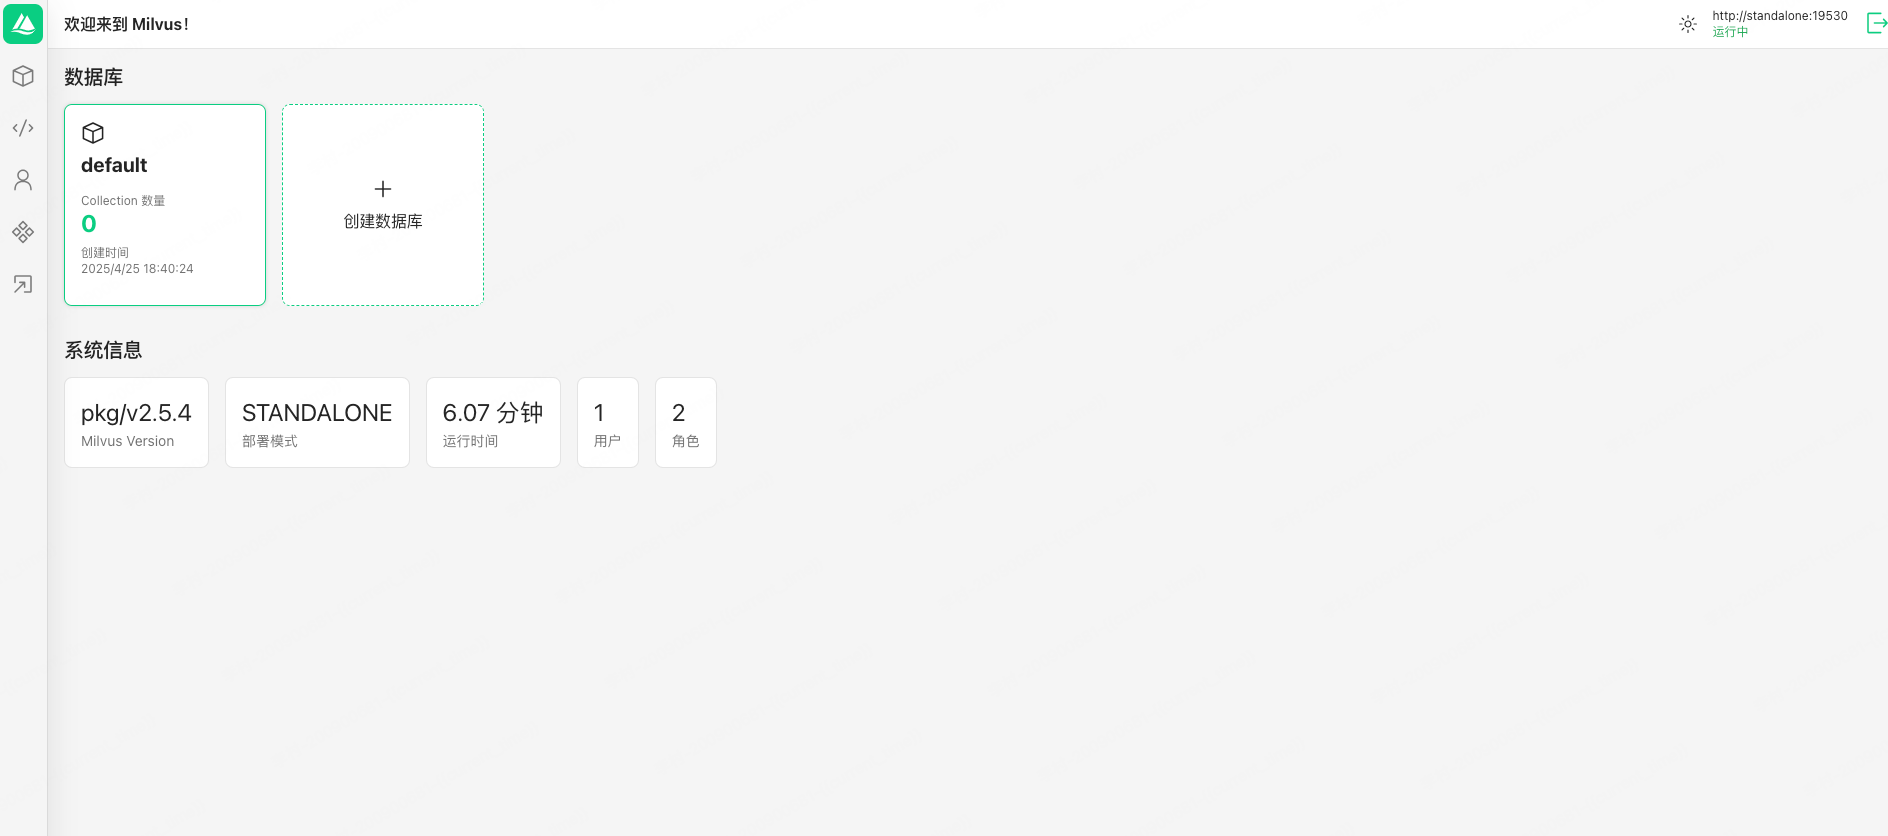 欢迎来到 Milvus！
http://standalone:19530
运行中
数据库
default
Collection 数量
0
创建时间
2025/4/25 18:40:24
创建数据库
系统信息
pkg/v2.5.4
Milvus Version
STANDALONE
部署模式
6.07 分钟
运行时间
1
用户
2
角色